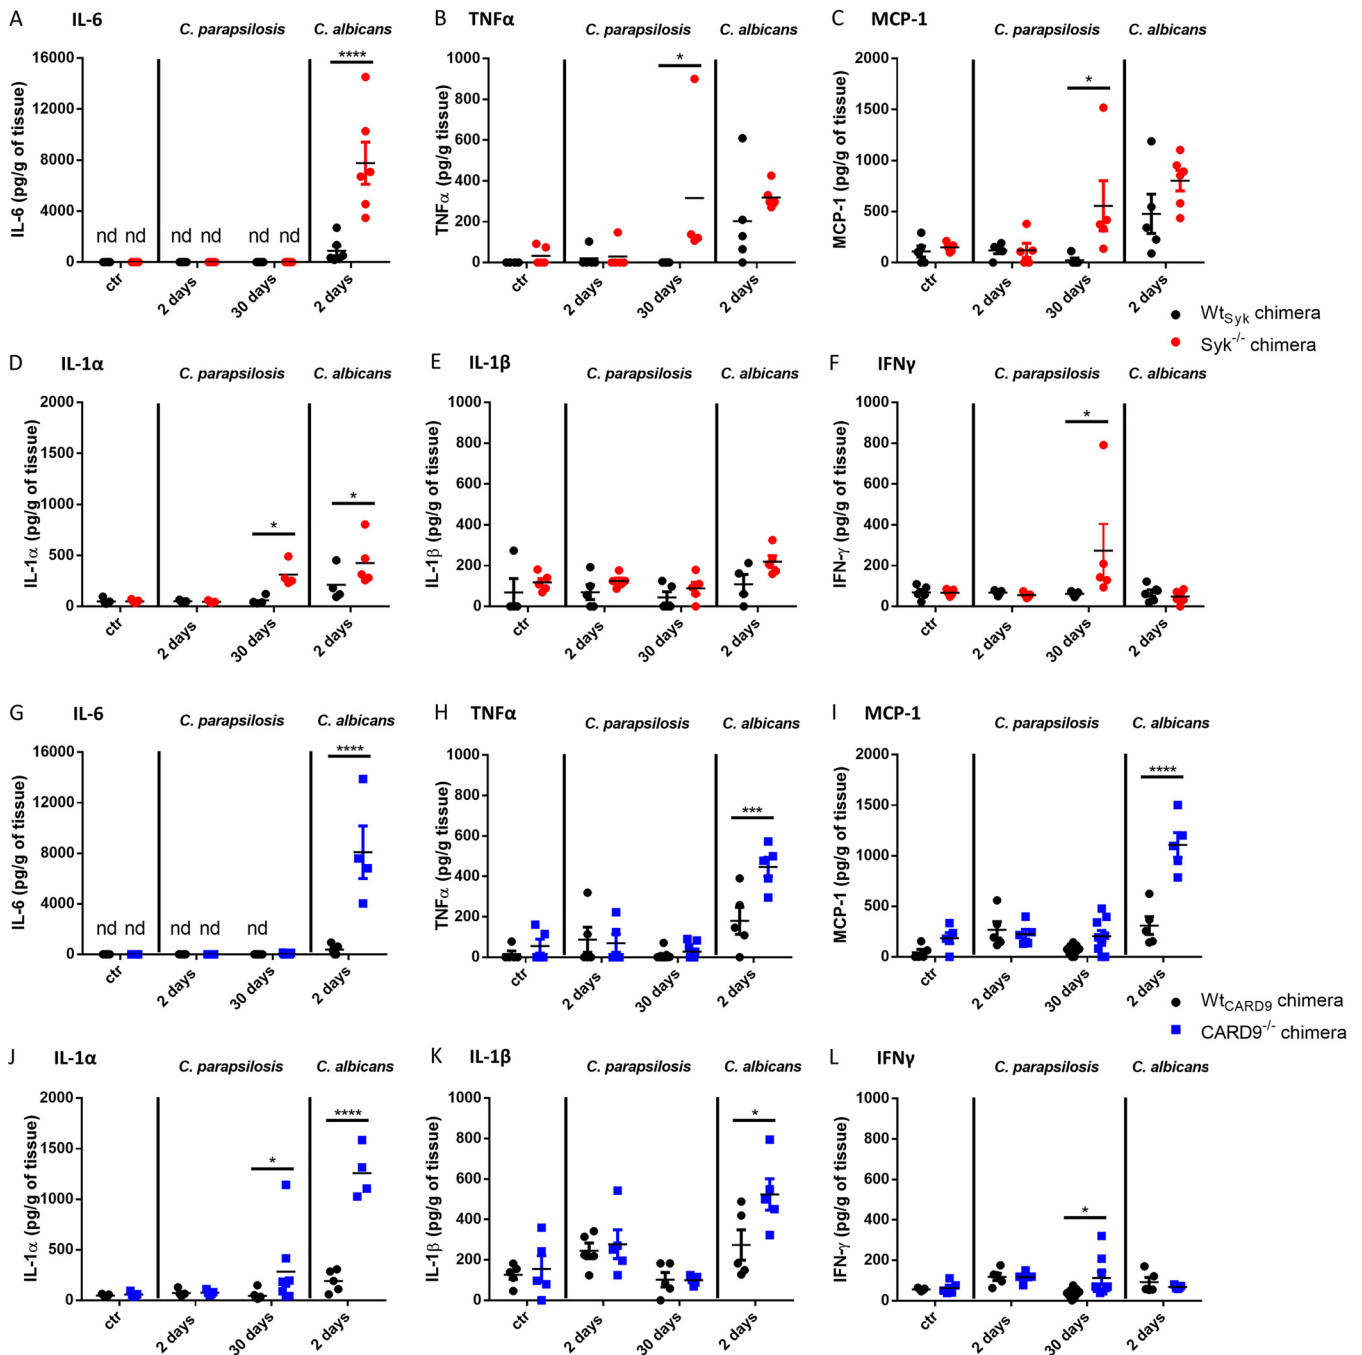 A IL-6
C. parapsilosis C. albicans
IL-6 (pg/g of tissue)
16000
12000
8000
4000
0
****
nd nd nd nd nd nd
ctr 2 days 30 days 2 days
B TNFα
C. parapsilosis C. albicans
TNFα (pg/g of tissue)
1000
800
600
400
200
0
*
ctr 2 days 30 days 2 days
C MCP-1
C. parapsilosis C. albicans
MCP-1 (pg/g of tissue)
2000
1500
1000
500
0
*
ctr 2 days 30 days 2 days
WtSyk chimera
Syk-/- chimera
D IL-1α
C. parapsilosis C. albicans
IL-1α (pg/g of tissue)
2000
1500
1000
500
0
* *
ctr 2 days 30 days 2 days
E IL-1β
C. parapsilosis C. albicans
IL-1β (pg/g of tissue)
1000
800
600
400
200
0
ctr 2 days 30 days 2 days
F IFNγ
C. parapsilosis C. albicans
IFN-γ (pg/g of tissue)
1000
800
600
400
200
0
*
ctr 2 days 30 days 2 days
G IL-6
C. parapsilosis C. albicans
IL-6 (pg/g of tissue)
16000
12000
8000
4000
0
****
nd nd nd nd nd
ctr 2 days 30 days 2 days
H TNFα
C. parapsilosis C. albicans
TNFα (pg/g tissue)
1000
800
600
400
200
0
***
ctr 2 days 30 days 2 days
I MCP-1
C. parapsilosis C. albicans
MCP-1 (pg/g of tissue)
2000
1500
1000
500
0
****
ctr 2 days 30 days 2 days
WtCARD9 chimera
CARD9-/- chimera
J IL-1α
C. parapsilosis C. albicans
IL-1α (pg/g of tissue)
2000
1500
1000
500
0
* ****
ctr 2 days 30 days 2 days
K IL-1β
C. parapsilosis C. albicans
IL-1β (pg/g of tissue)
1000
800
600
400
200
0
*
ctr 2 days 30 days 2 days
L IFNγ
C. parapsilosis C. albicans
IFN-γ (pg/g of tissue)
1000
800
600
400
200
0
*
ctr 2 days 30 days 2 days